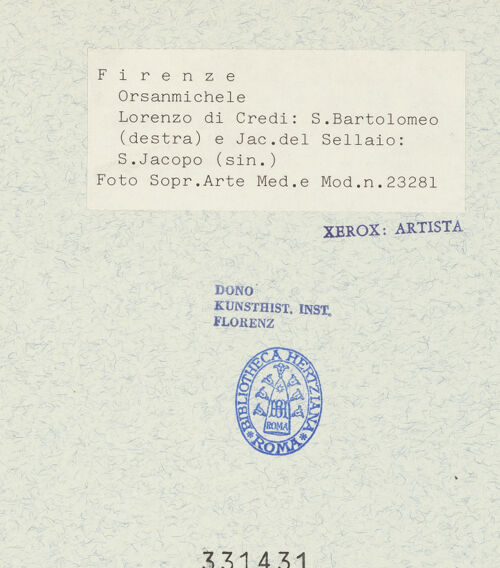 F i r e n z e
Orsanmichele
Lorenzo di Credi: S.Bartolomeo
(destra) e Jac.del Sellaio:
S.Jacopo (sin.)
Foto Sopr.Arte Med.e Mod.n.23281
XEROX: ARTISTA
DONO
KUNSTHIST. INST.
FLORENZ
BIBLIOTHECA HERTZIANA
BH
ROMA
*ROMA*
331431